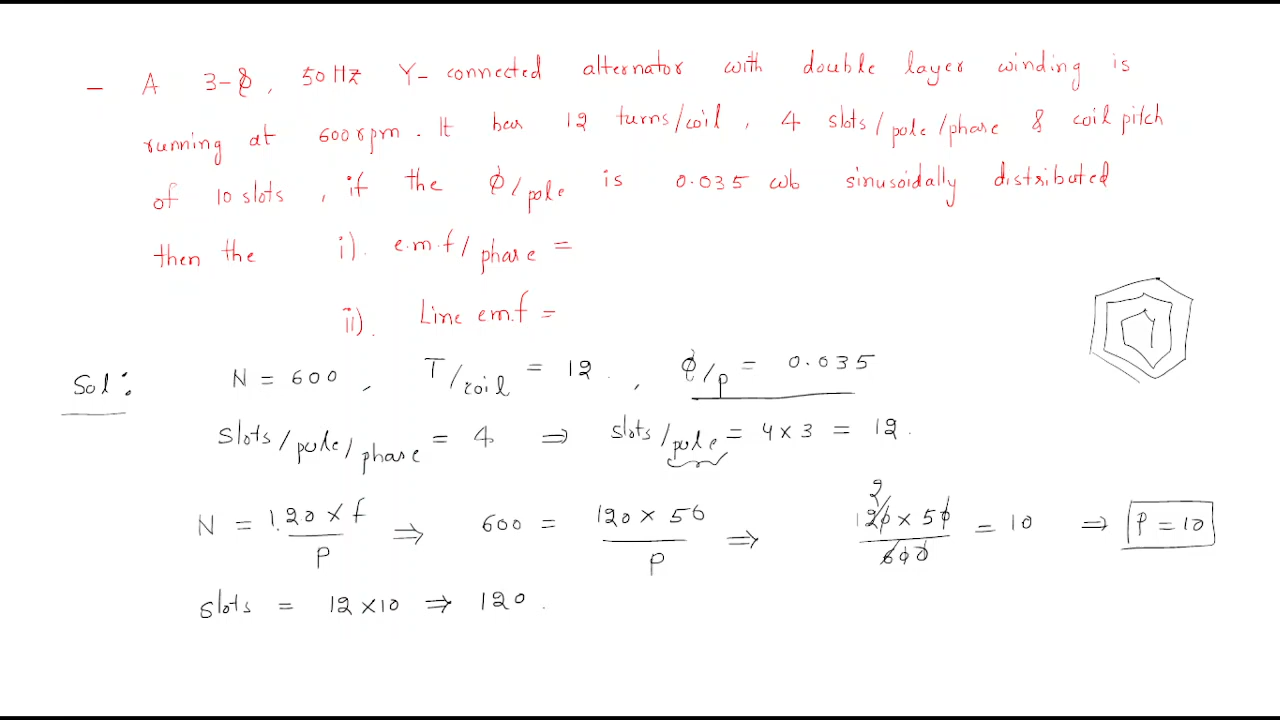 - A 3-ϕ, 50 Hz Y- connected alternator with double layer winding is
running at 600 rpm. It has 12 turns/coil, 4 slots/pole/phase & coil pitch
of 10 slots, if the ϕ/pole is 0.035 wb sinusoidally distributed
then the i). e.m.f/phase =
ii). Line em.f =
Sol: N = 600, T/coil = 12, ϕ/p = 0.035
Slots/pole/phase = 4 ⇒ slots/pole = 4 x 3 = 12.
N = 120 x f / P ⇒ 600 = 120 x 50 / P ⇒ 120 x 50 / 600 = 10 ⇒ P = 10
2
Slots = 12 x 10 ⇒ 120.